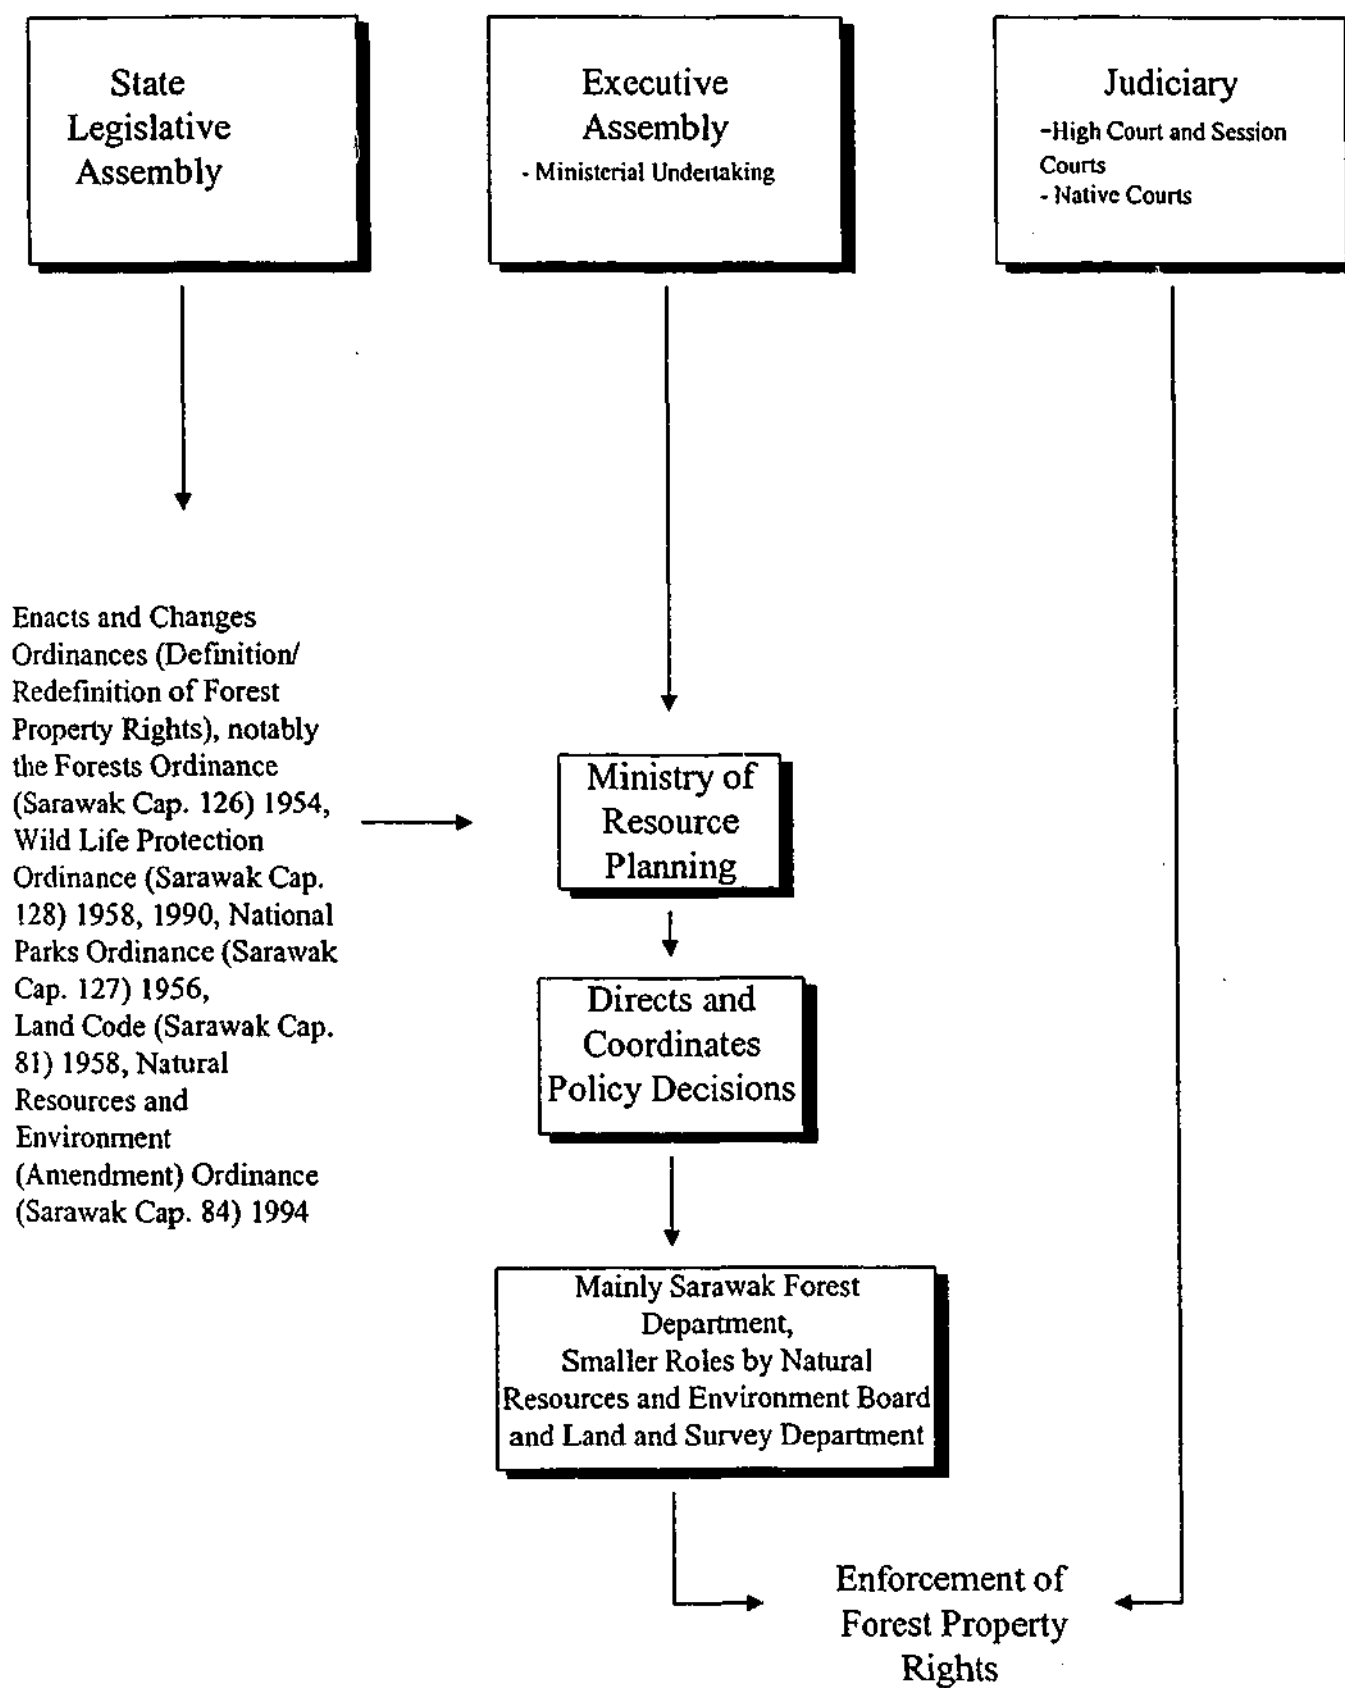 State
Legislative
Assembly
Executive
Assembly
- Ministerial Undertaking
Judiciary
-High Court and Session
Courts
- Native Courts
Enacts and Changes
Ordinances (Definition/
Redefinition of Forest
Property Rights), notably
the Forests Ordinance
(Sarawak Cap. 126) 1954,
Wild Life Protection
Ordinance (Sarawak Cap.
128) 1958, 1990, National
Parks Ordinance (Sarawak
Cap. 127) 1956,
Land Code (Sarawak Cap.
81) 1958, Natural
Resources and
Environment
(Amendment) Ordinance
(Sarawak Cap. 84) 1994
Ministry of
Resource
Planning
Directs and
Coordinates
Policy Decisions
Mainly Sarawak Forest
Department,
Smaller Roles by Natural
Resources and Environment Board
and Land and Survey Department
Enforcement of
Forest Property
Rights